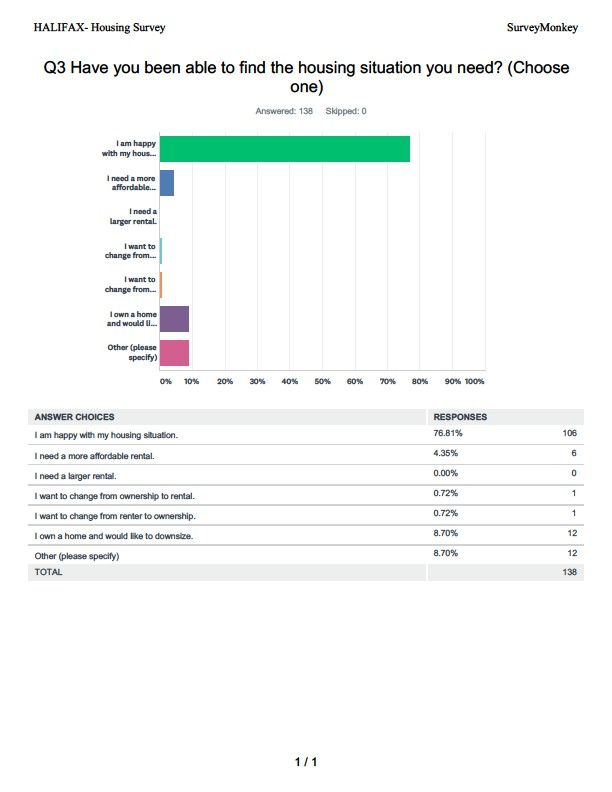 HALIFAX- Housing Survey SurveyMonkey
Q3 Have you been able to find the housing situation you need? (Choose
one)
Answered: 138 Skipped: 0
I am happy
with my hous...
I need a more
affordable...
I need a
larger rental.
I want to
change from...
I want to
change from...
I own a home
and would li...
Other (please
specify)
0% 10% 20% 30% 40% 50% 60% 70% 80% 90% 100%
ANSWER CHOICES RESPONSES
I am happy with my housing situation. 76.81% 106
I need a more affordable rental. 4.35% 6
I need a larger rental. 0.00% 0
I want to change from ownership to rental. 0.72% 1
I want to change from renter to ownership. 0.72% 1
I own a home and would like to downsize. 8.70% 12
Other (please specify) 8.70% 12
TOTAL 138
1 / 1